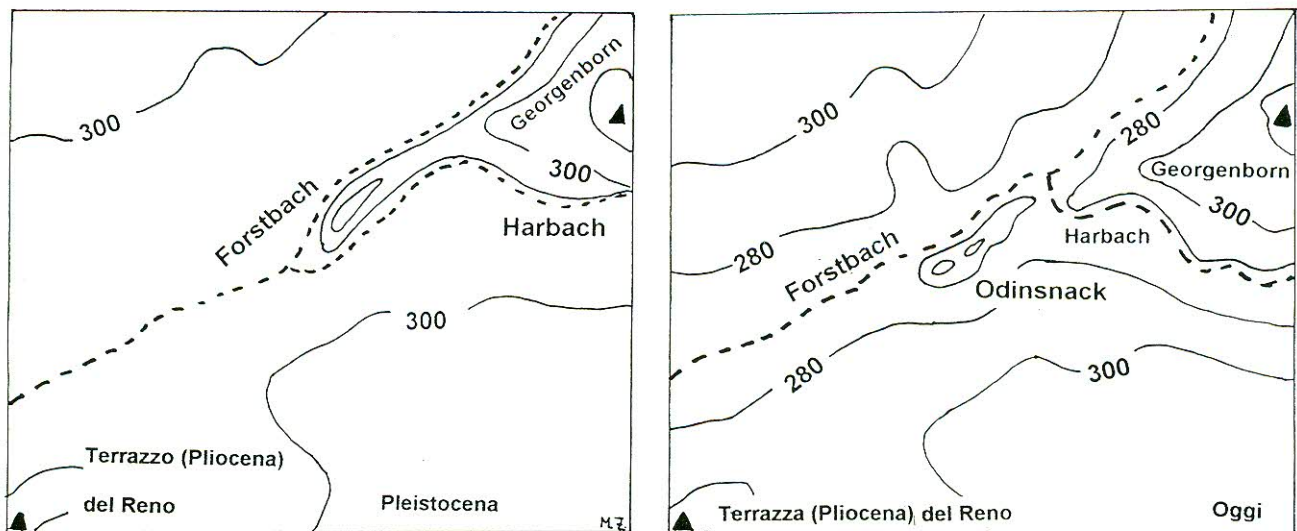 300
Georgenborn
300
Forstbach
Harbach
300
Terrazzo (Pliocena)
del Reno
Pleistocena
M.Z.
300
280
Georgenborn
300
Harbach
280
Forstbach
Odinsnack
280
300
Terrazza (Pliocena) del Reno
Oggi